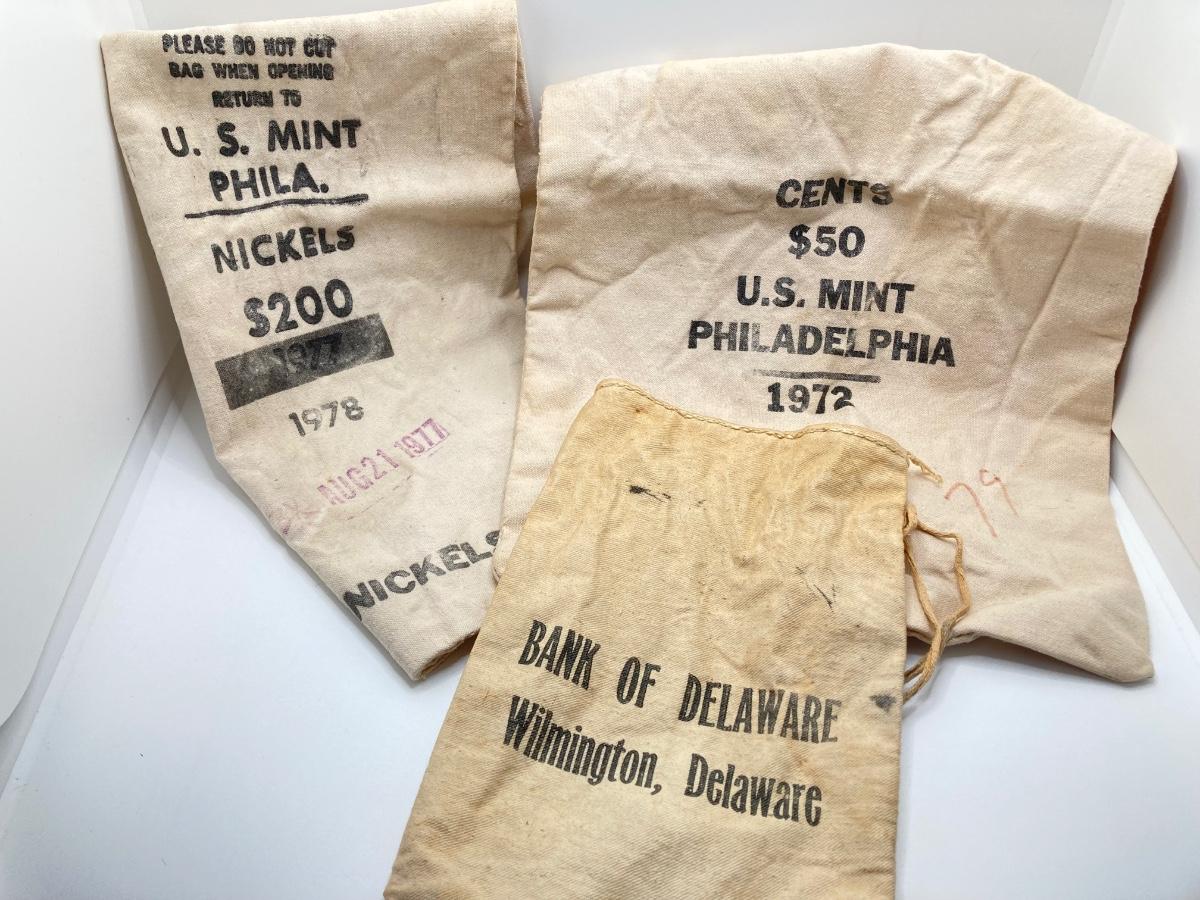 PLEASE DO NOT CUT
BAG WHEN OPENING
RETURN TO
U. S. MINT
PHILA.
NICKELS
$200
1977
1978
AUG 21 1977
NICKELS
CENTS
$50
U.S. MINT
PHILADELPHIA
1972
79
BANK OF DELAWARE
Wilmington, Delaware